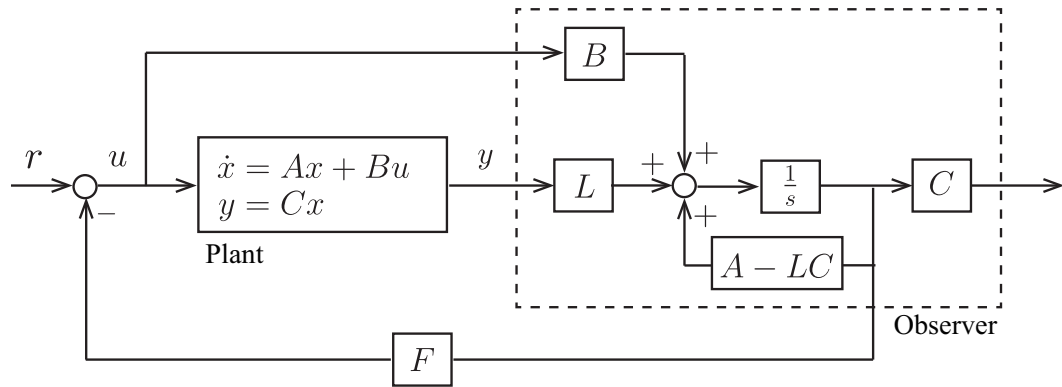 B
r
u
ẋ = Ax + Bu
y = Cx
y
L
+
+
+
1/s
C
−
Plant
A − LC
Observer
F